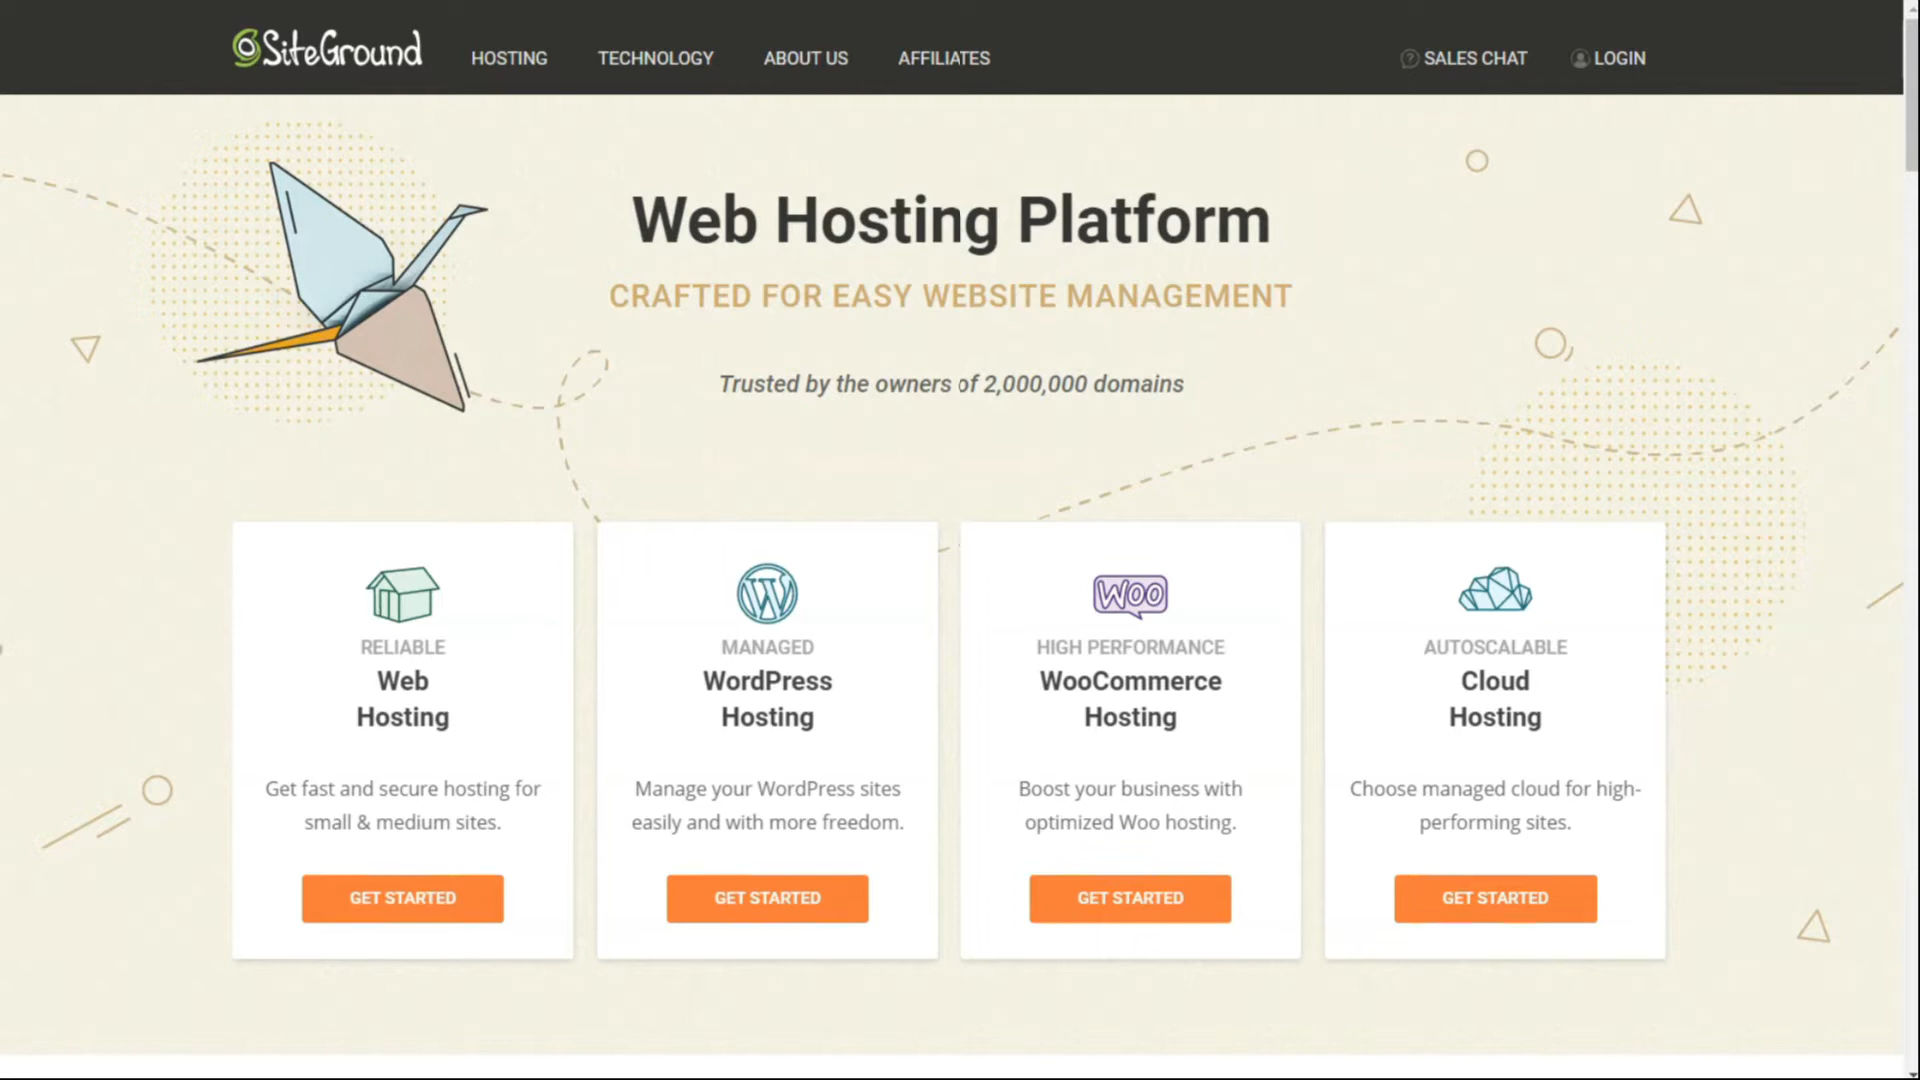 SiteGround
HOSTING
TECHNOLOGY
ABOUT US
AFFILIATES
SALES CHAT
LOGIN
Web Hosting Platform
CRAFTED FOR EASY WEBSITE MANAGEMENT
Trusted by the owners of 2,000,000 domains
RELIABLE
Web
Hosting
Get fast and secure hosting for
small & medium sites.
GET STARTED
MANAGED
WordPress
Hosting
Manage your WordPress sites
easily and with more freedom.
GET STARTED
WOO
HIGH PERFORMANCE
WooCommerce
Hosting
Boost your business with
optimized Woo hosting.
GET STARTED
AUTOSCALABLE
Cloud
Hosting
Choose managed cloud for high-
performing sites.
GET STARTED